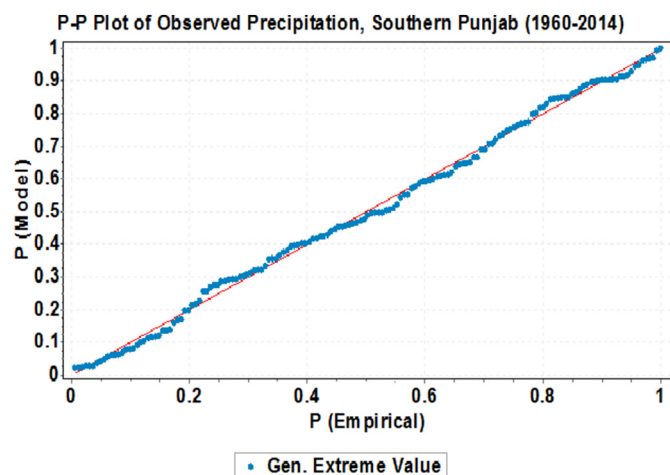 P-P Plot of Observed Precipitation, Southern Punjab (1960-2014)
1
0.9
0.8
0.7
0.6
0.5
0.4
0.3
0.2
0.1
0
P (Model)
0 0.2 0.4 0.6 0.8 1
P (Empirical)
Gen. Extreme Value